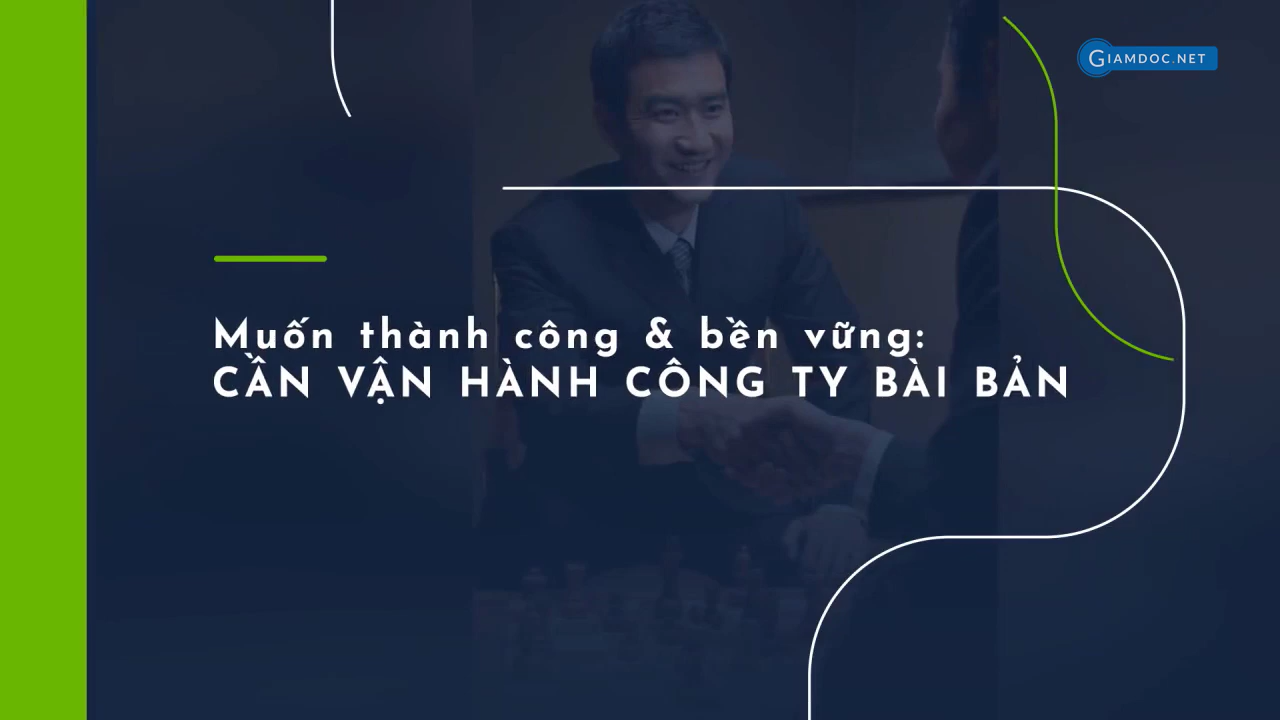 GIAMDOC.NET
Muốn thành công & bền vững:
CẦN VẬN HÀNH CÔNG TY BÀI BẢN